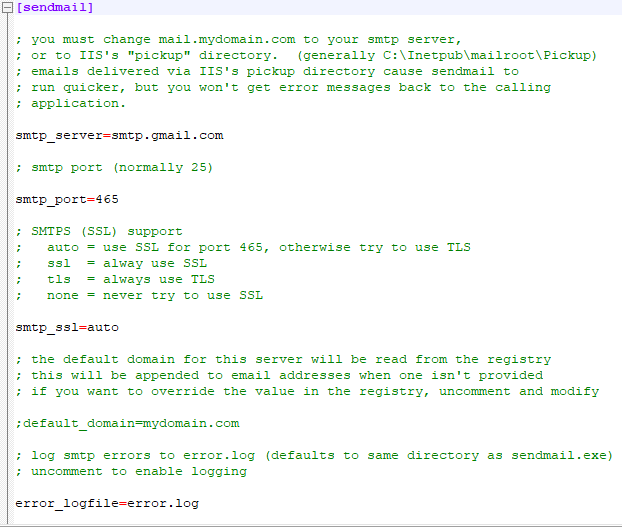 [sendmail]
; you must change mail.mydomain.com to your smtp server,
; or to IIS's "pickup" directory.  (generally C:\Inetpub\mailroot\Pickup)
; emails delivered via IIS's pickup directory cause sendmail to
; run quicker, but you won't get error messages back to the calling
; application.
smtp_server=smtp.gmail.com
; smtp port (normally 25)
smtp_port=465
; SMTPS (SSL) support
;   auto = use SSL for port 465, otherwise try to use TLS
;   ssl  = alway use SSL
;   tls  = always use TLS
;   none = never try to use SSL
smtp_ssl=auto
; the default domain for this server will be read from the registry
; this will be appended to email addresses when one isn't provided
; if you want to override the value in the registry, uncomment and modify
;default_domain=mydomain.com
; log smtp errors to error.log (defaults to same directory as sendmail.exe)
; uncomment to enable logging
error_logfile=error.log